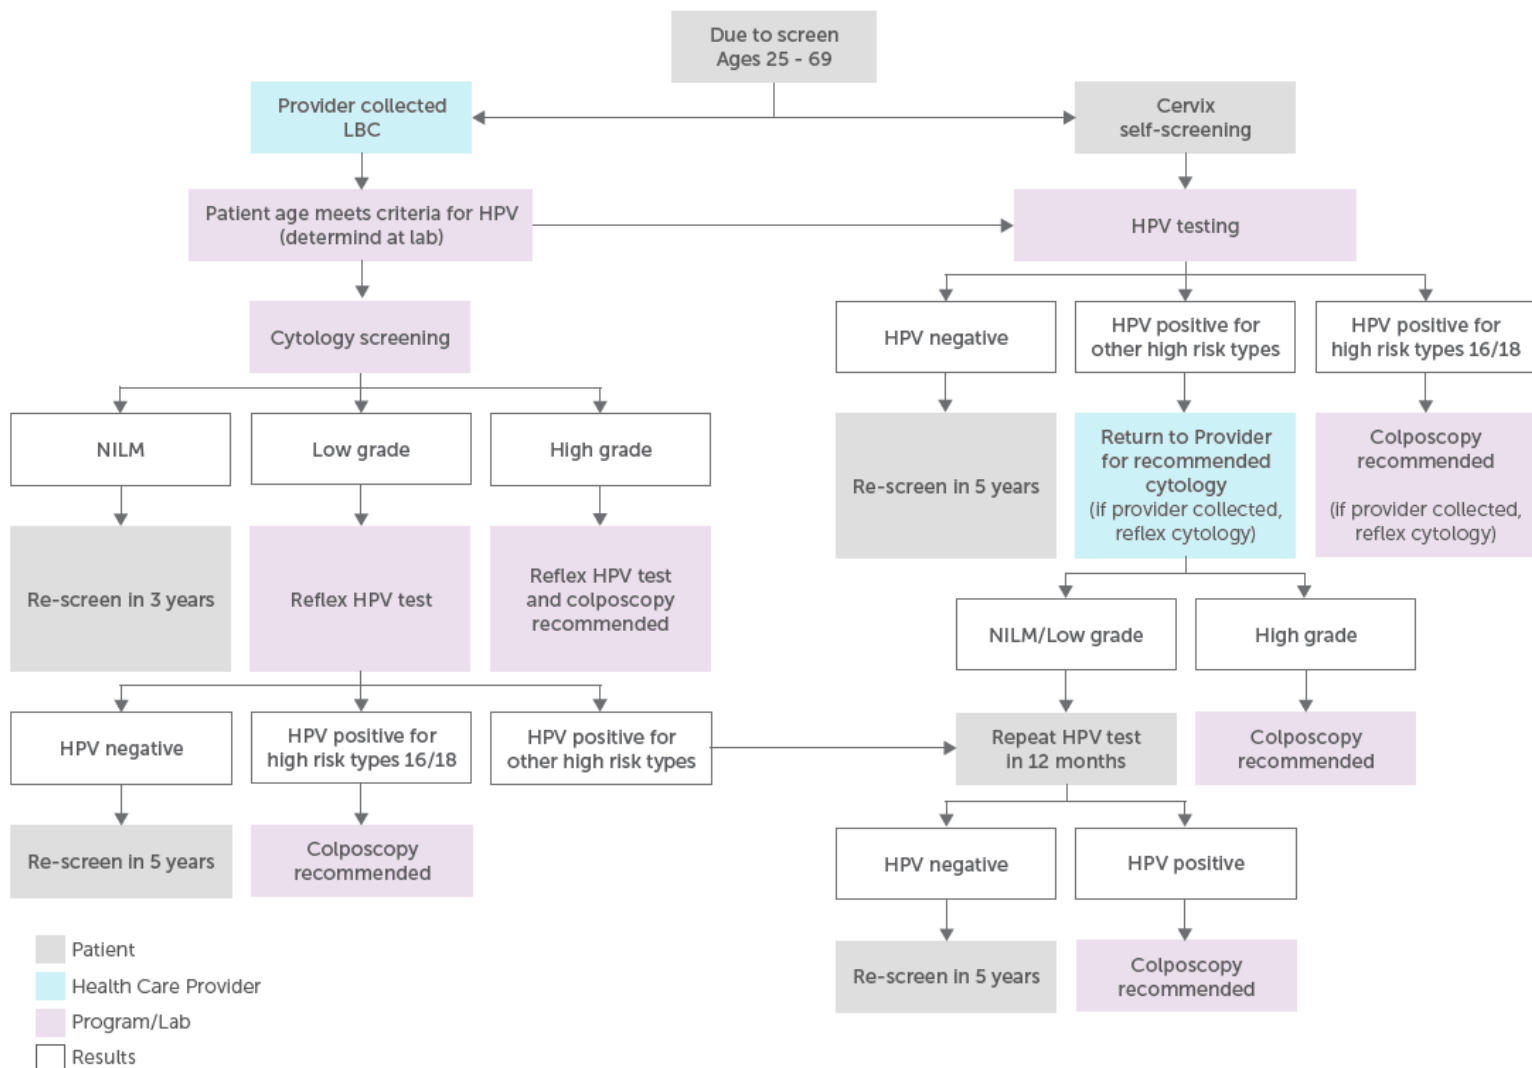 Due to screen
Ages 25 - 69
Provider collected
LBC
Cervix
self-screening
Patient age meets criteria for HPV
(determind at lab)
HPV testing
Cytology screening
HPV negative
HPV positive for
other high risk types
HPV positive for
high risk types 16/18
NILM
Low grade
High grade
Re-screen in 5 years
Return to Provider
for recommended
cytology
(if provider collected,
reflex cytology)
Colposcopy
recommended
(if provider collected,
reflex cytology)
Re-screen in 3 years
Reflex HPV test
Reflex HPV test
and colposcopy
recommended
NILM/Low grade
High grade
HPV negative
HPV positive for
high risk types 16/18
HPV positive for
other high risk types
Repeat HPV test
in 12 months
Colposcopy
recommended
Re-screen in 5 years
Colposcopy
recommended
HPV negative
HPV positive
Re-screen in 5 years
Colposcopy
recommended
Patient
Health Care Provider
Program/Lab
Results